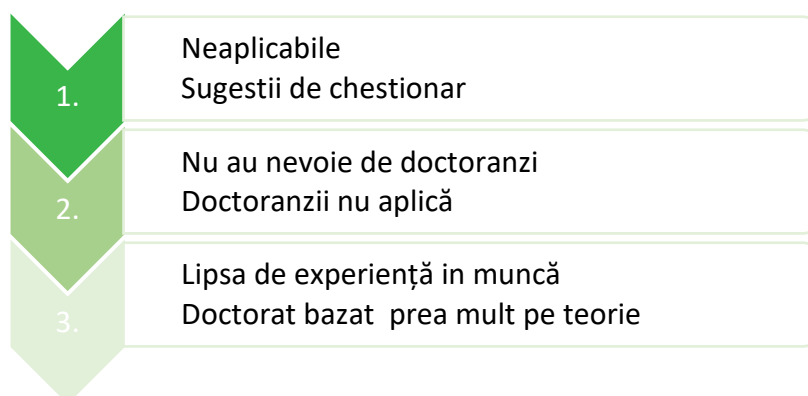 1.
Neaplicabile
Sugestii de chestionar
2.
Nu au nevoie de doctoranzi
Doctoranzii nu aplică
3.
Lipsa de experiență in muncă
Doctorat bazat  prea mult pe teorie